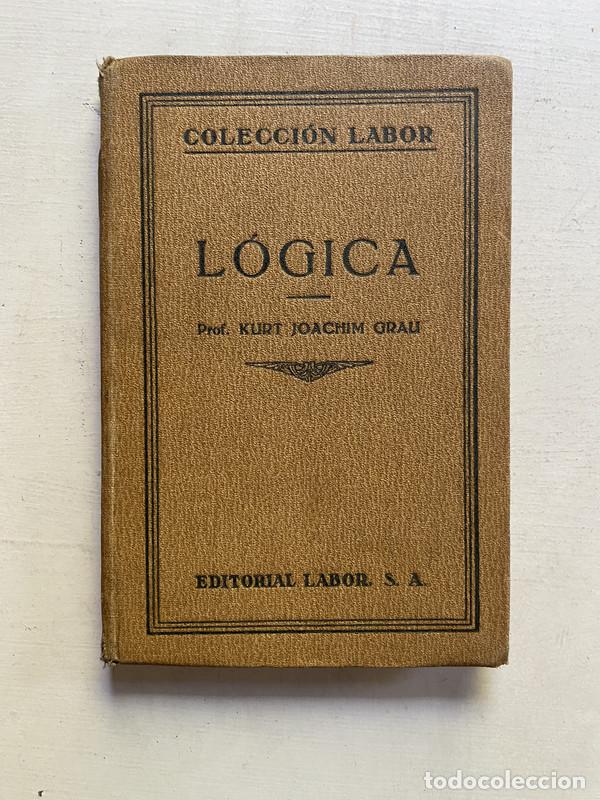 COLECCIÓN LABOR
LÓGICA
Prof. KURT JOACHIM GRAU
EDITORIAL LABOR. S. A.
todocoleccion